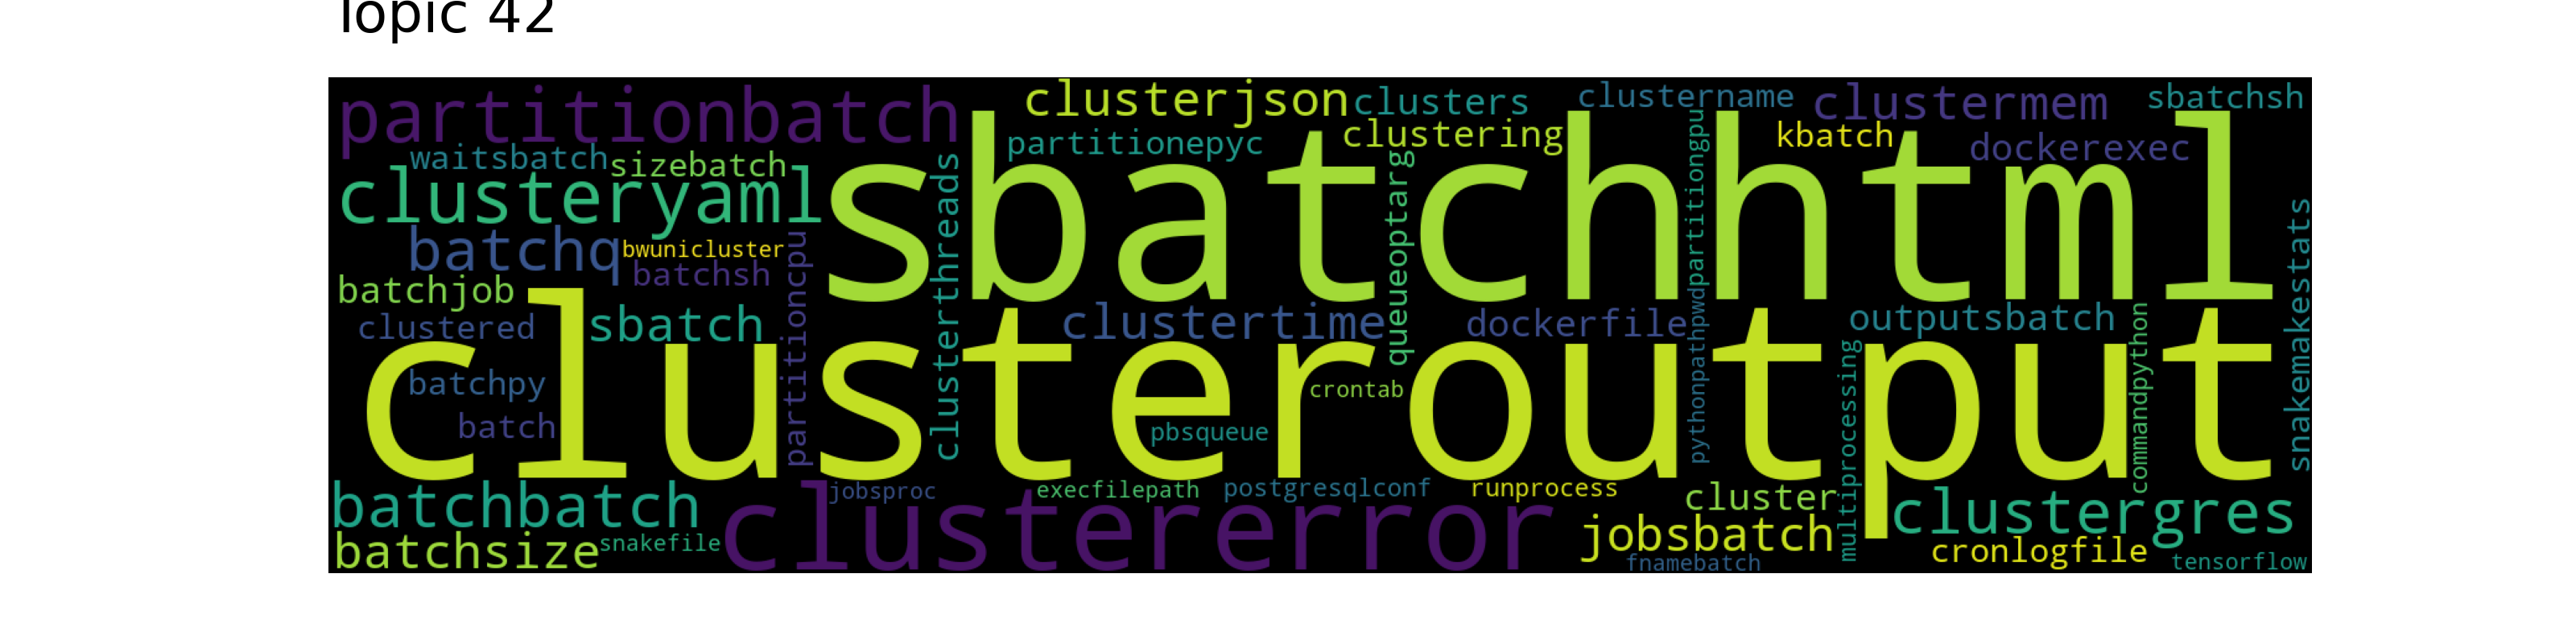 Topic 42
partitionbatch
clusterjson
clusters
clustername
clustermem
sbatchsh
waitsbatch
sizebatch
partitionepyc
clustering
kbatch
dockerexec
clusteryaml
sbatchhtml
clusterthreads
queueoptarg
partitiongpu
batchq
bwunicluster
batchsh
partitioncpu
snakemakestats
batchjob
clustered
sbatch
clustertime
dockerfile
pythonpathpwd
outputsbatch
commandpython
clusteroutput
batchpy
crontab
multiprocessing
batch
pbsqueue
batchbatch
jobsproc
execfilepath
postgresqlconf
runprocess
cluster
clustergres
clustererror
jobsbatch
batchsize
snakefile
fnamebatch
cronlogfile
tensorflow